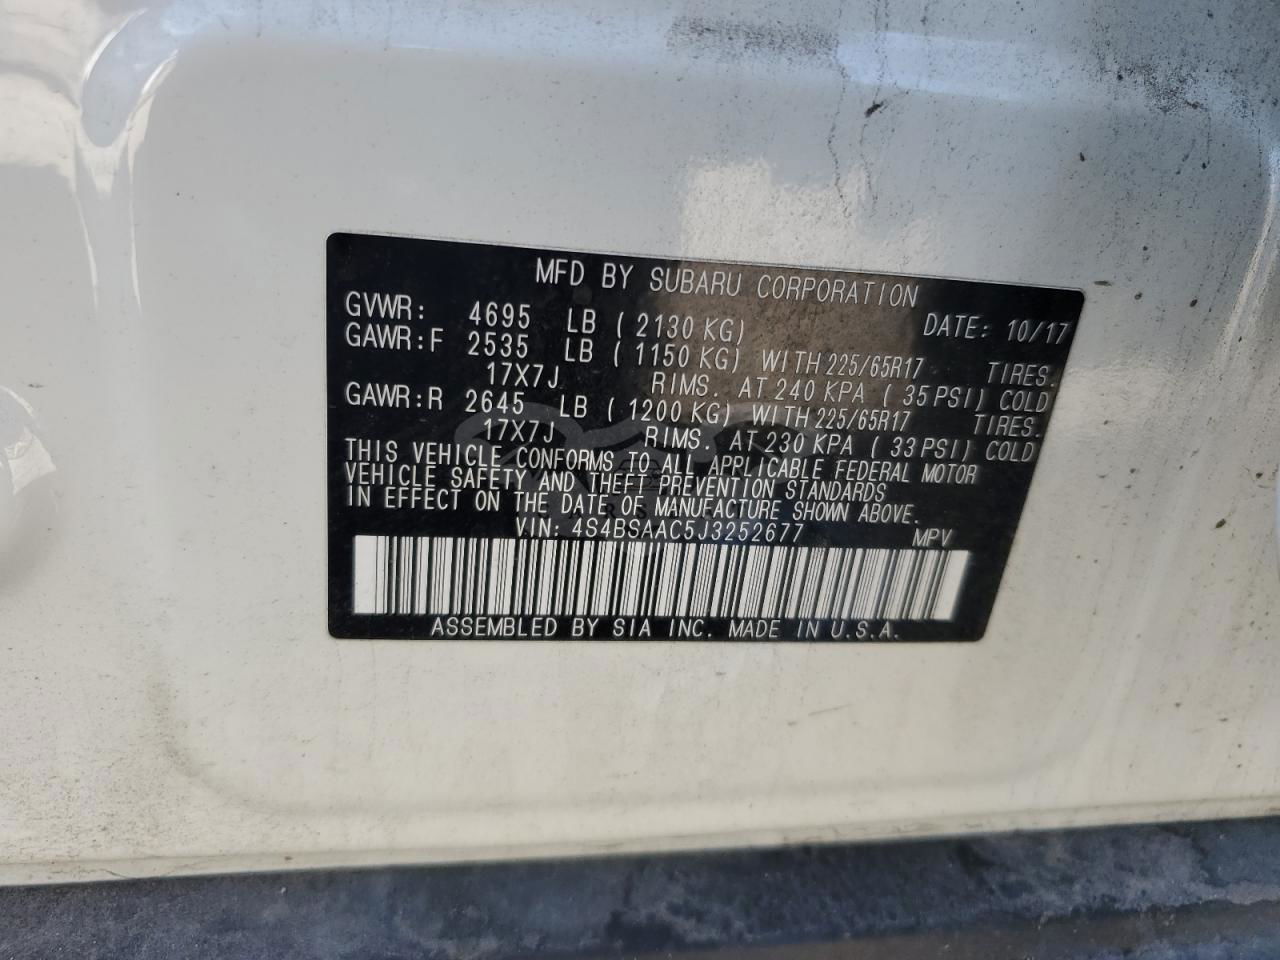 MFD BY SUBARU CORPORATION
GVWR: 4695 LB ( 2130 KG) DATE: 10/17
GAWR:F 2535 LB ( 1150 KG) WITH 225/65R17 TIRES.
17X7J RIMS. AT 240 KPA ( 35 PSI) COLD
GAWR:R 2645 LB ( 1200 KG) WITH 225/65R17 TIRES.
17X7J RIMS. AT 230 KPA ( 33 PSI) COLD
THIS VEHICLE CONFORMS TO ALL APPLICABLE FEDERAL MOTOR
VEHICLE SAFETY AND THEFT PREVENTION STANDARDS
IN EFFECT ON THE DATE OF MANUFACTURE SHOWN ABOVE.
VIN: 4S4BSAAC5J3252677 MPV
ASSEMBLED BY SIA INC. MADE IN U.S.A.